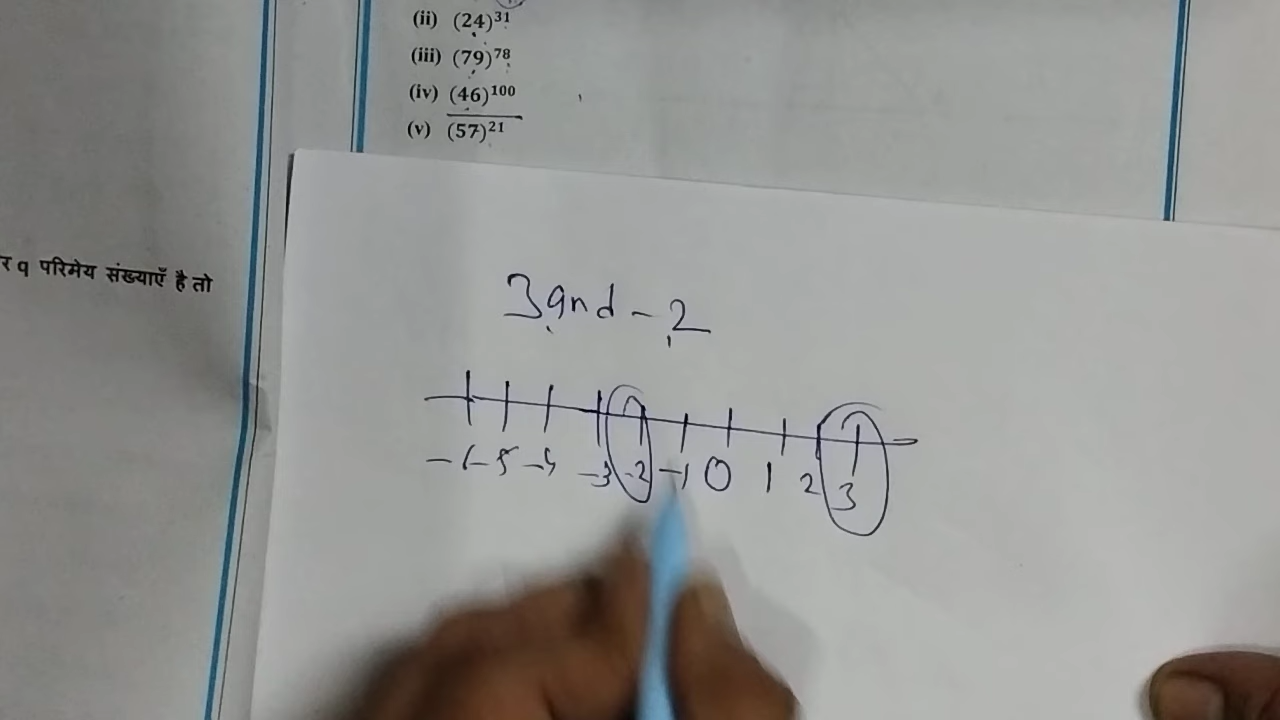 (ii) (24)³¹
(iii) (79)⁷⁸
(iv) (46)¹⁰⁰
(v) (57)²¹
र q परिमेय संख्याएँ है तो
3 and -2
-6 -5 -4 -3 -2 -1 0 1 2 3